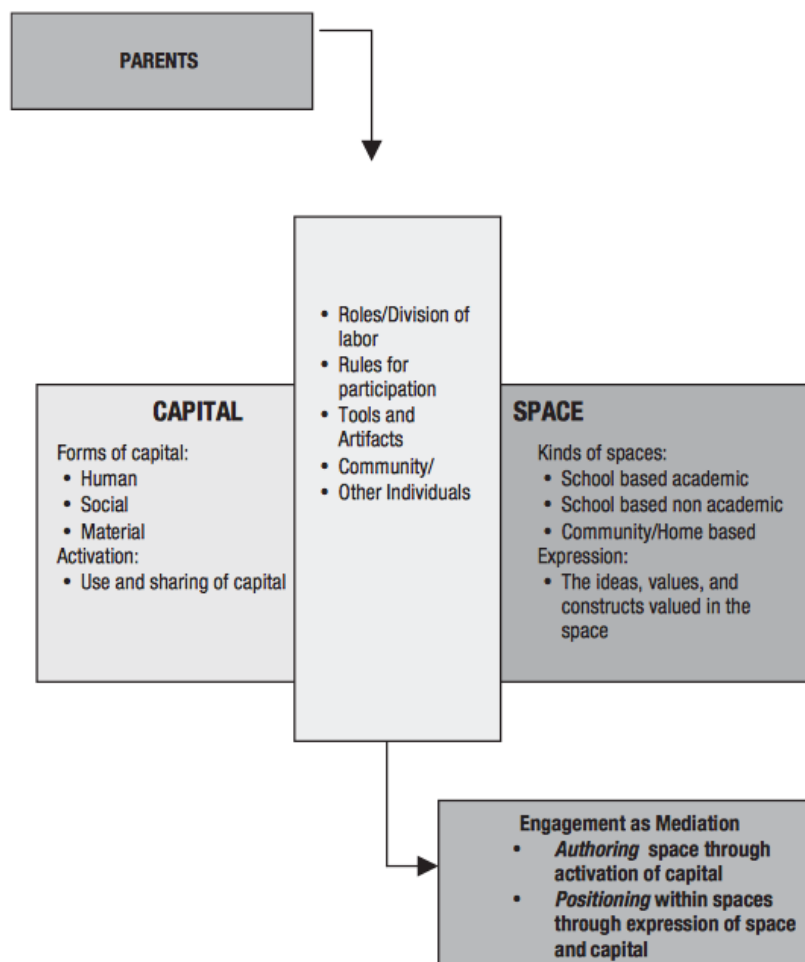 PARENTS
• Roles/Division of
labor
• Rules for
participation
• Tools and
Artifacts
• Community/
• Other Individuals
CAPITAL
Forms of capital:
• Human
• Social
• Material
Activation:
• Use and sharing of capital
SPACE
Kinds of spaces:
• School based academic
• School based non academic
• Community/Home based
Expression:
• The ideas, values, and
constructs valued in the
space
Engagement as Mediation
• Authoring space through
activation of capital
• Positioning within spaces
through expression of space
and capital